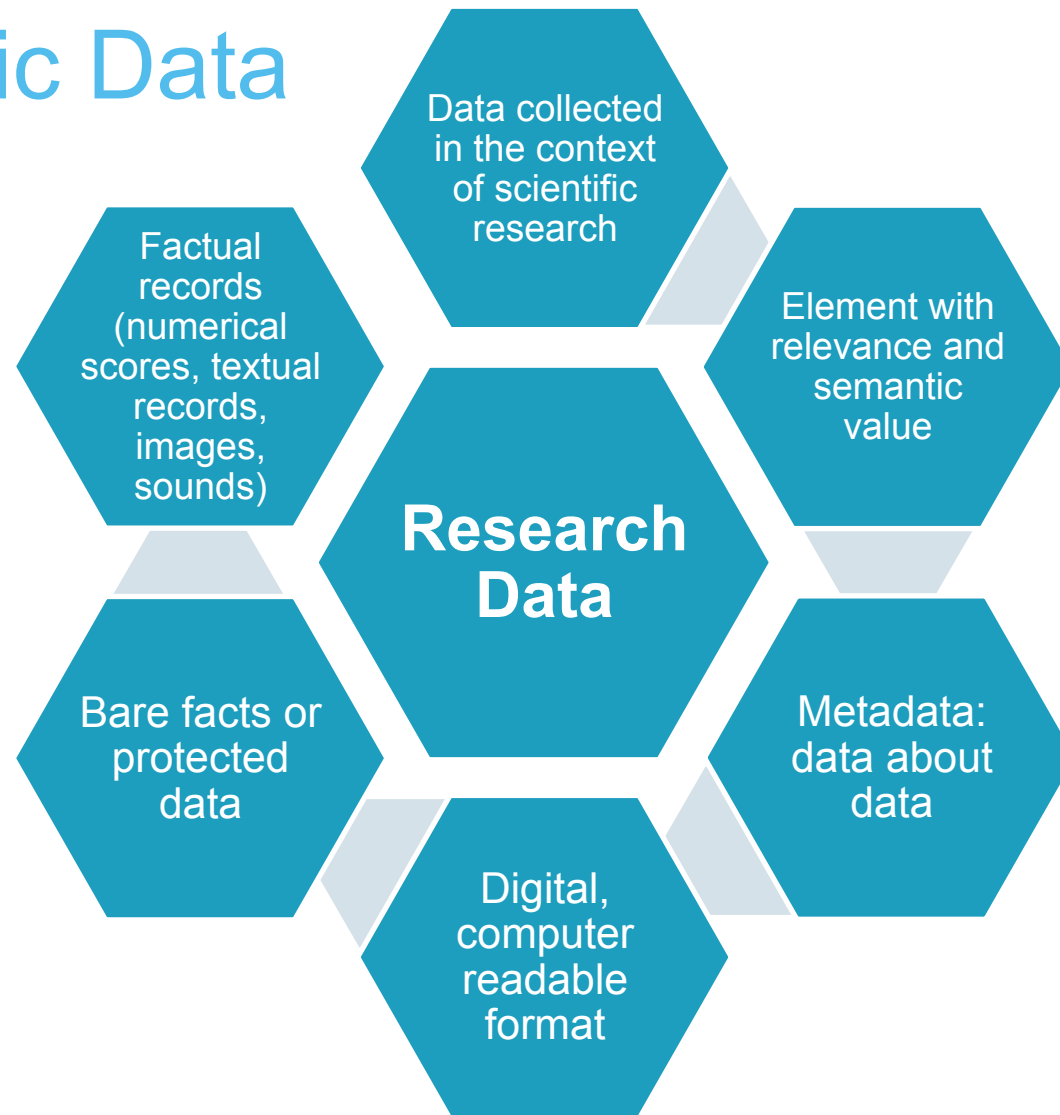 ic Data
Data collected
in the context
of scientific
research
Element with
relevance and
semantic
value
Metadata:
data about
data
Digital,
computer
readable
format
Bare facts or
protected
data
Factual
records
(numerical
scores, textual
records,
images,
sounds)
Research
Data